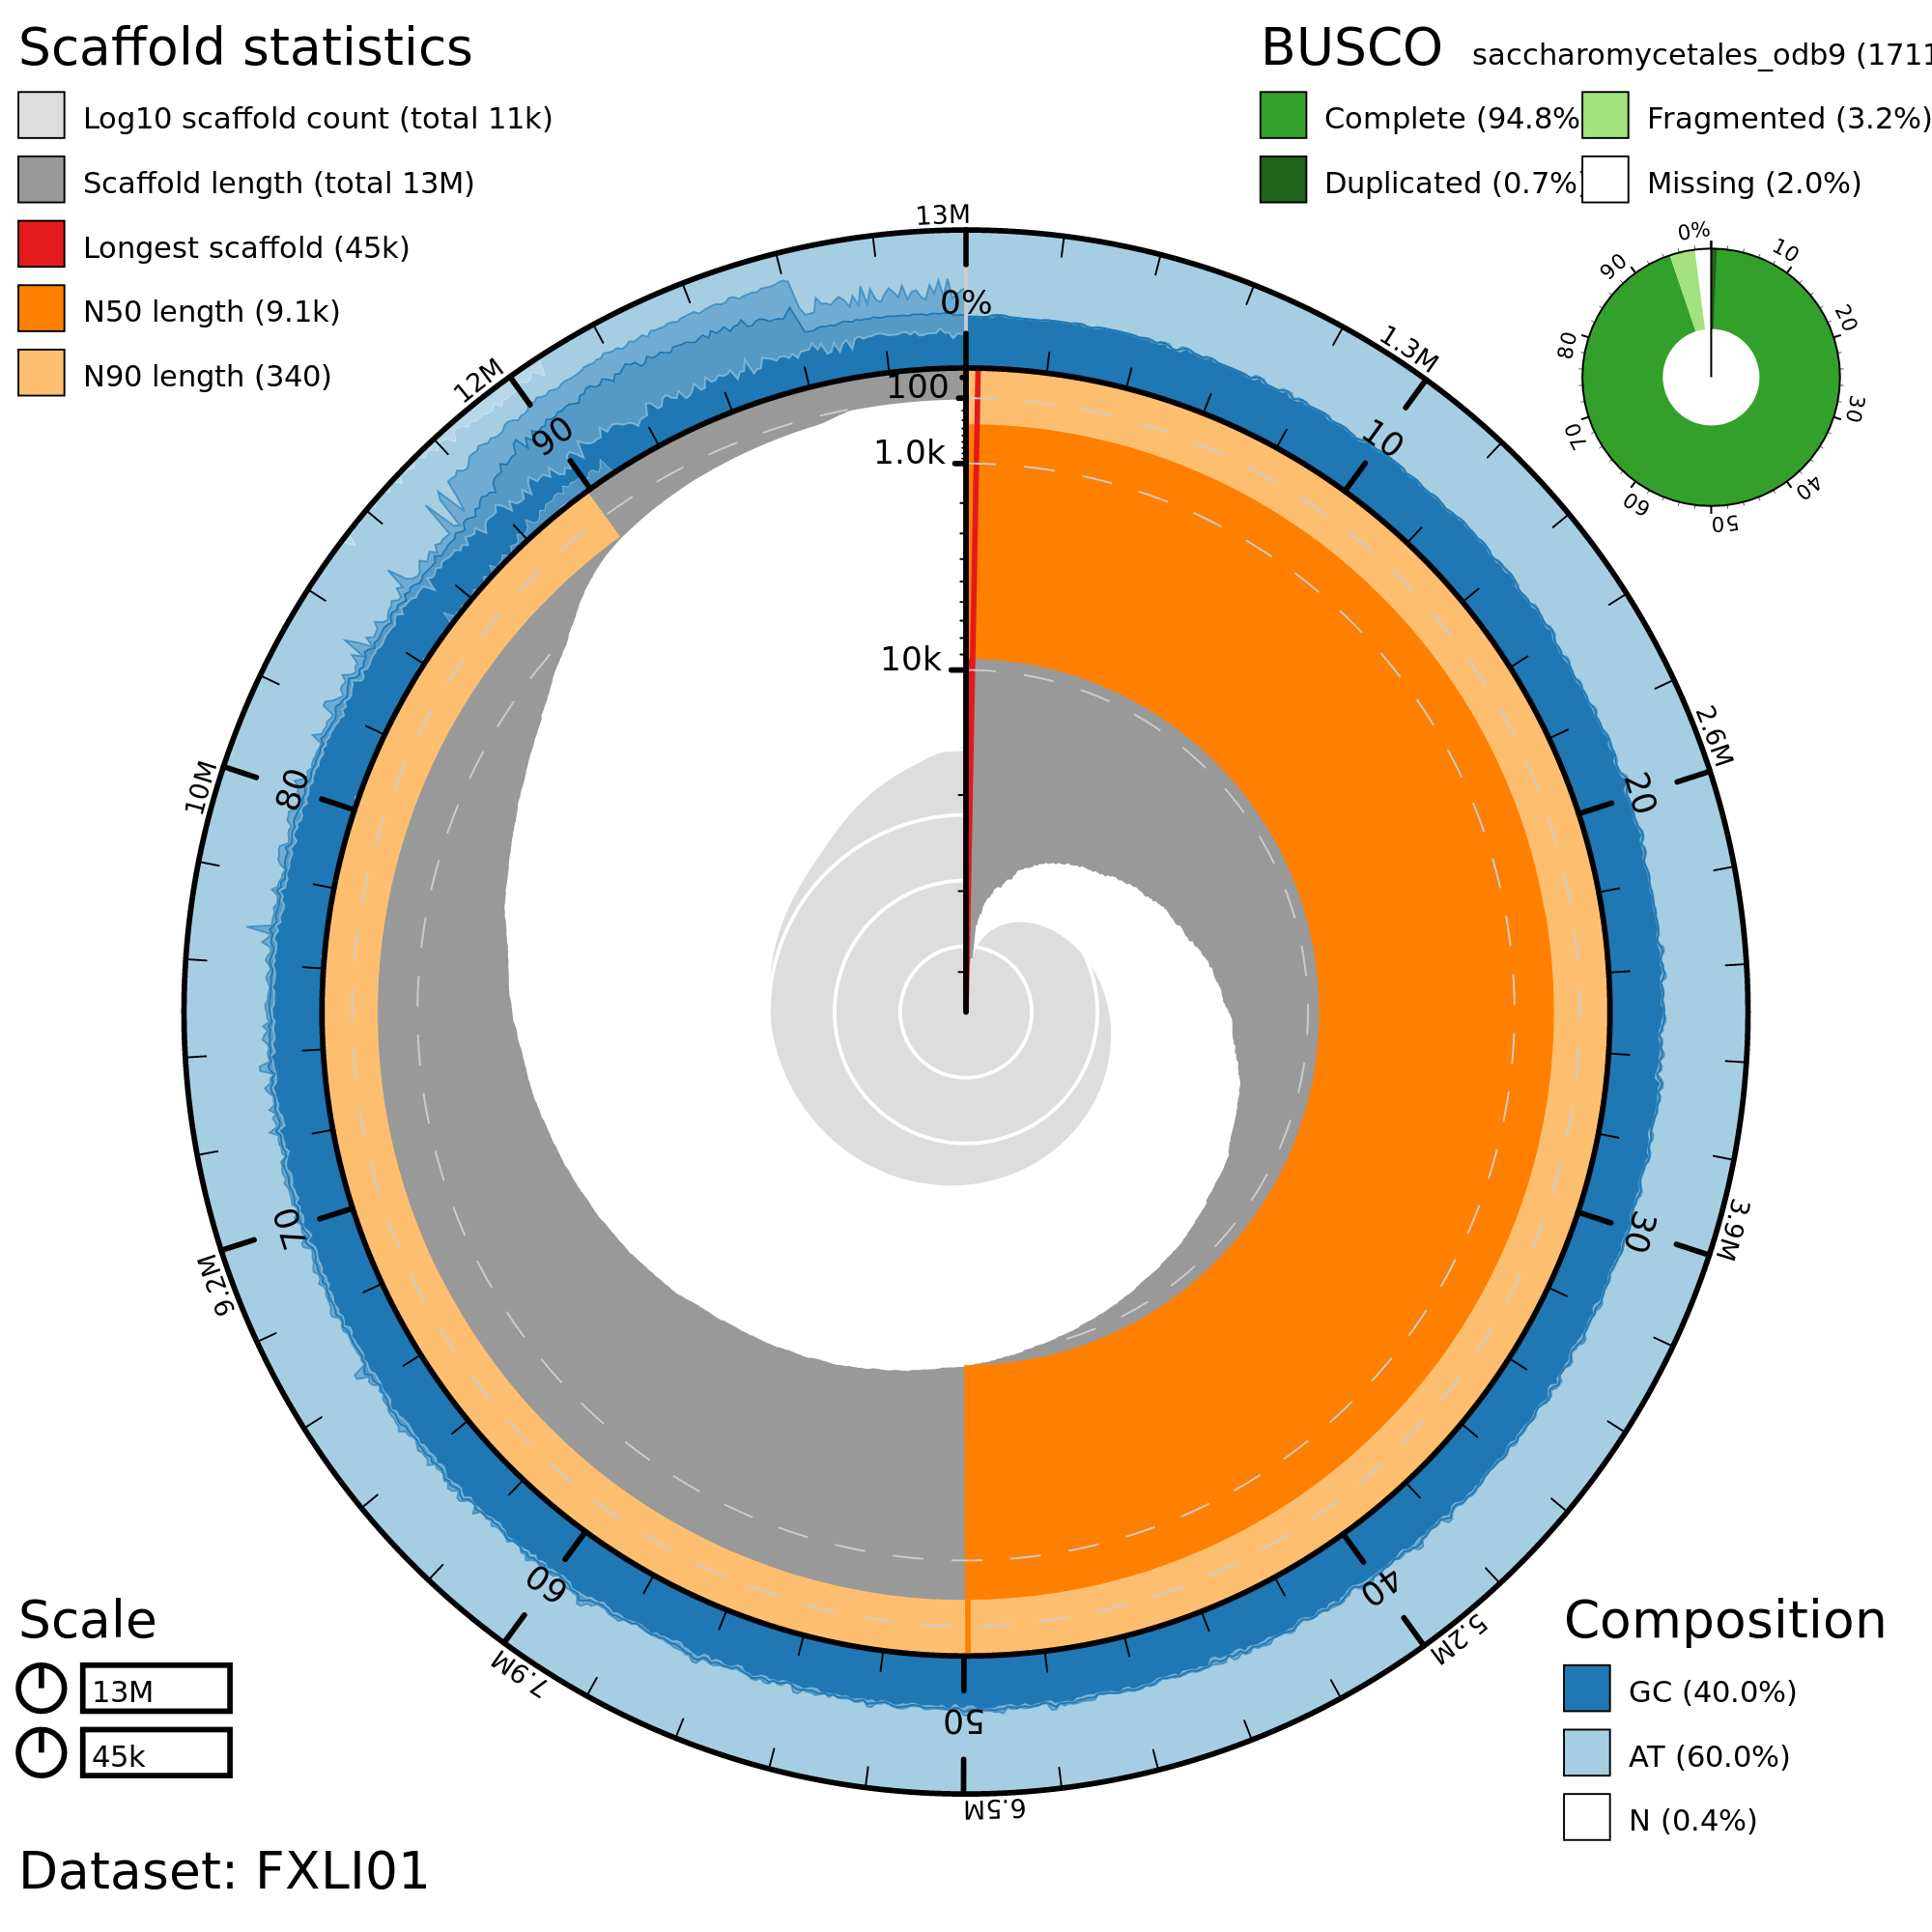 Scaffold statistics
Log10 scaffold count (total 11k)
Scaffold length (total 13M)
Longest scaffold (45k)
N50 length (9.1k)
N90 length (340)
BUSCO saccharomycetales_odb9 (1711
Complete (94.8%
Fragmented (3.2%)
Duplicated (0.7%)
Missing (2.0%)
0%
10
20
30
40
50
60
70
80
90
13M
1.3M
2.6M
3.9M
5.2M
6.5M
7.9M
9.2M
10M
12M
0%
10
20
30
40
50
60
70
80
90
100
1.0k
10k
Scale
13M
45k
Composition
GC (40.0%)
AT (60.0%)
N (0.4%)
Dataset: FXLI01